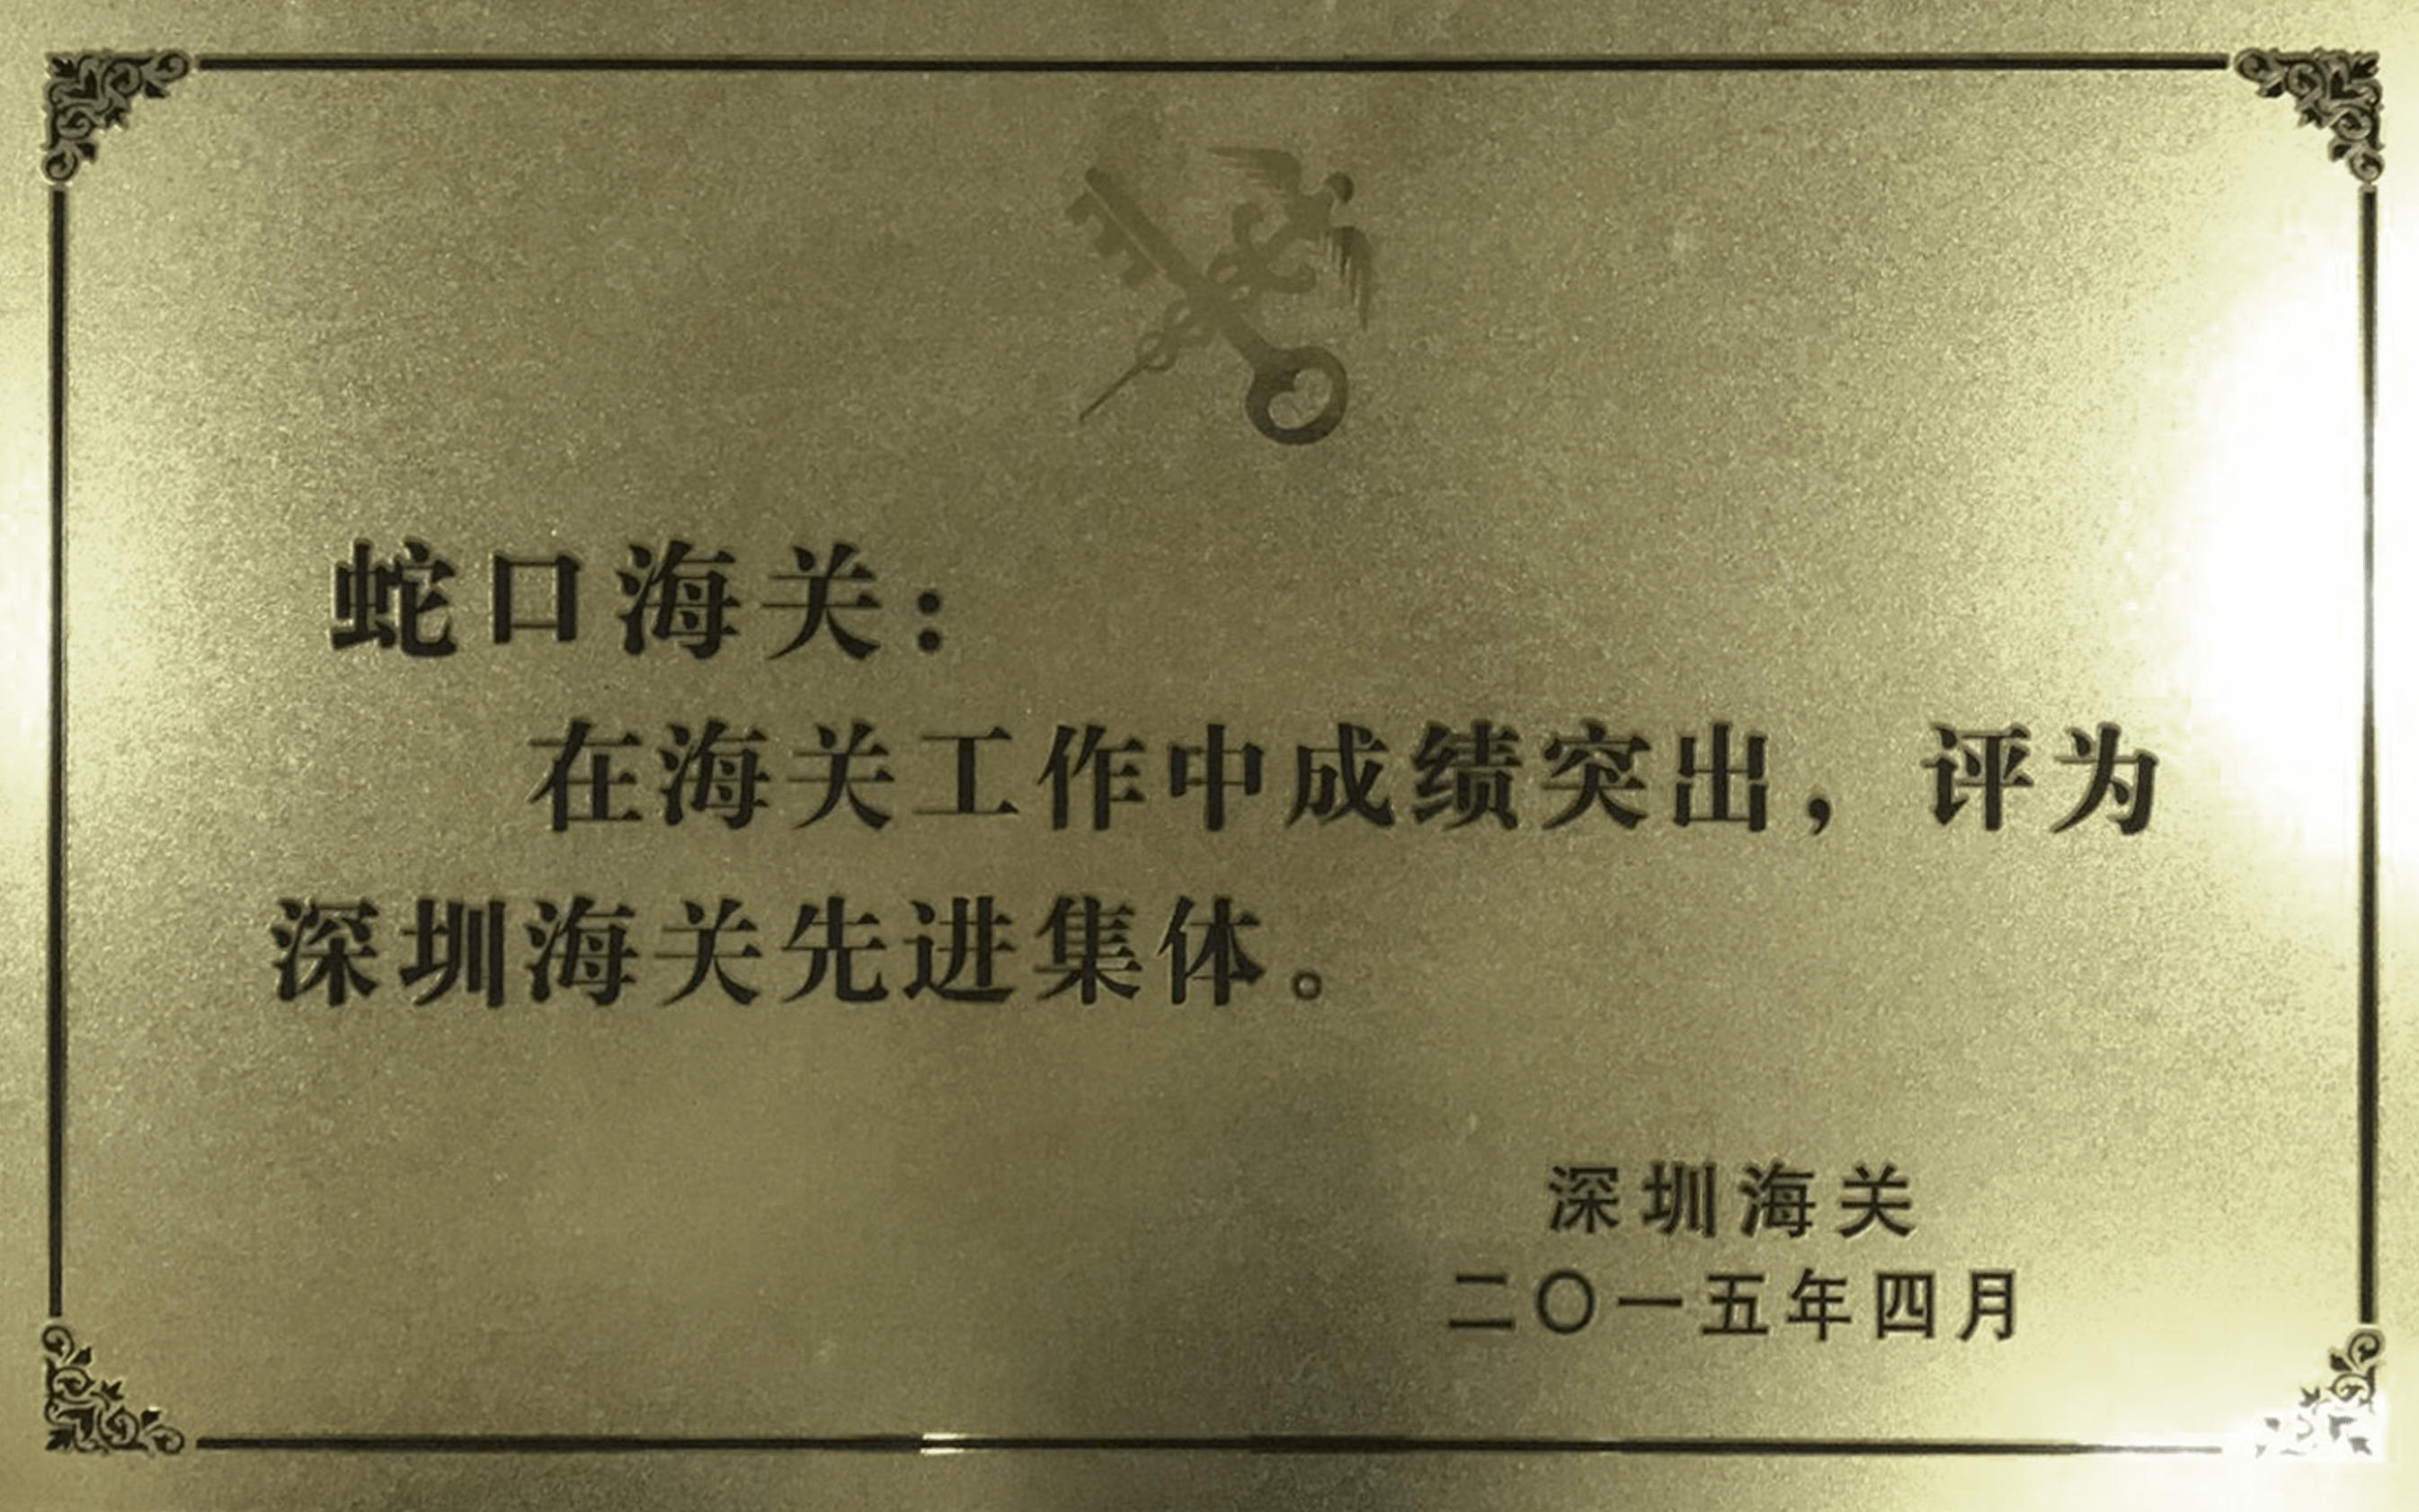 蛇口海关：
在海关工作中成绩突出，评为
深圳海关先进集体。
深圳海关
二〇一五年四月